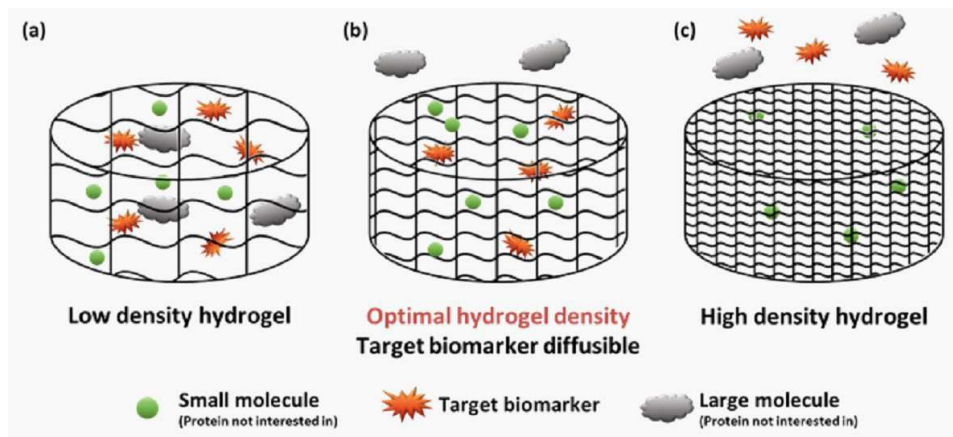 (a)
(b)
(c)
Low density hydrogel
Optimal hydrogel density
Target biomarker diffusible
High density hydrogel
Small molecule
(Protein not interested in)
Target biomarker
Large molecule
(Protein not interested in)